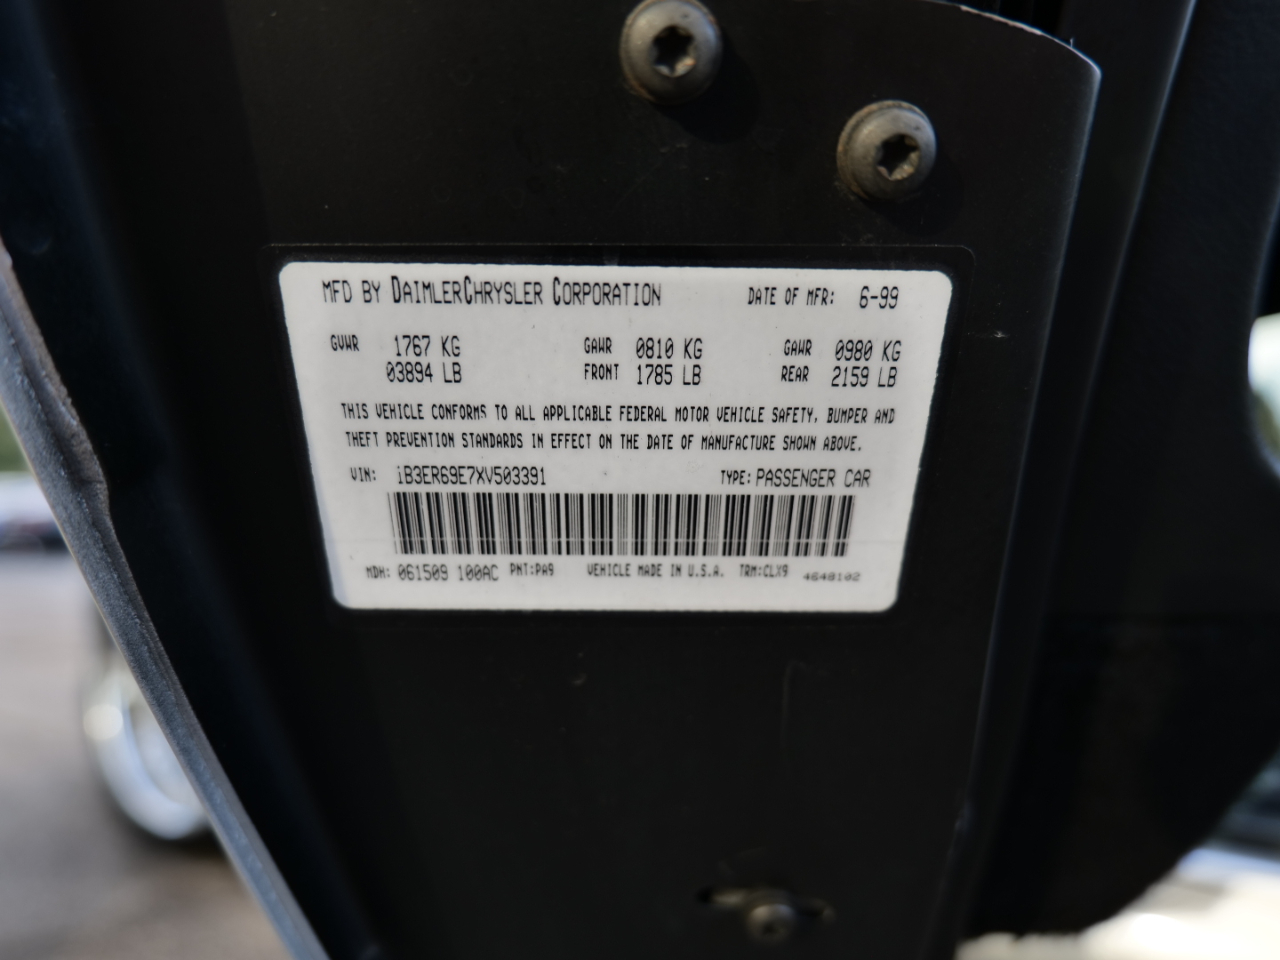 MFD BY DAIMLERCHRYSLER CORPORATION DATE OF MFR: 6-99
GVWR 1767 KG GAWR 0810 KG GAWR 0980 KG
03894 LB FRONT 1785 LB REAR 2159 LB
THIS VEHICLE CONFORMS TO ALL APPLICABLE FEDERAL MOTOR VEHICLE SAFETY, BUMPER AND
THEFT PREVENTION STANDARDS IN EFFECT ON THE DATE OF MANUFACTURE SHOWN ABOVE.
VIN: 1B3ER69E7XV503391 TYPE: PASSENGER CAR
MDH: 061509 100AC PNT:PA9 VEHICLE MADE IN U.S.A. TRM:CLX9 4648102